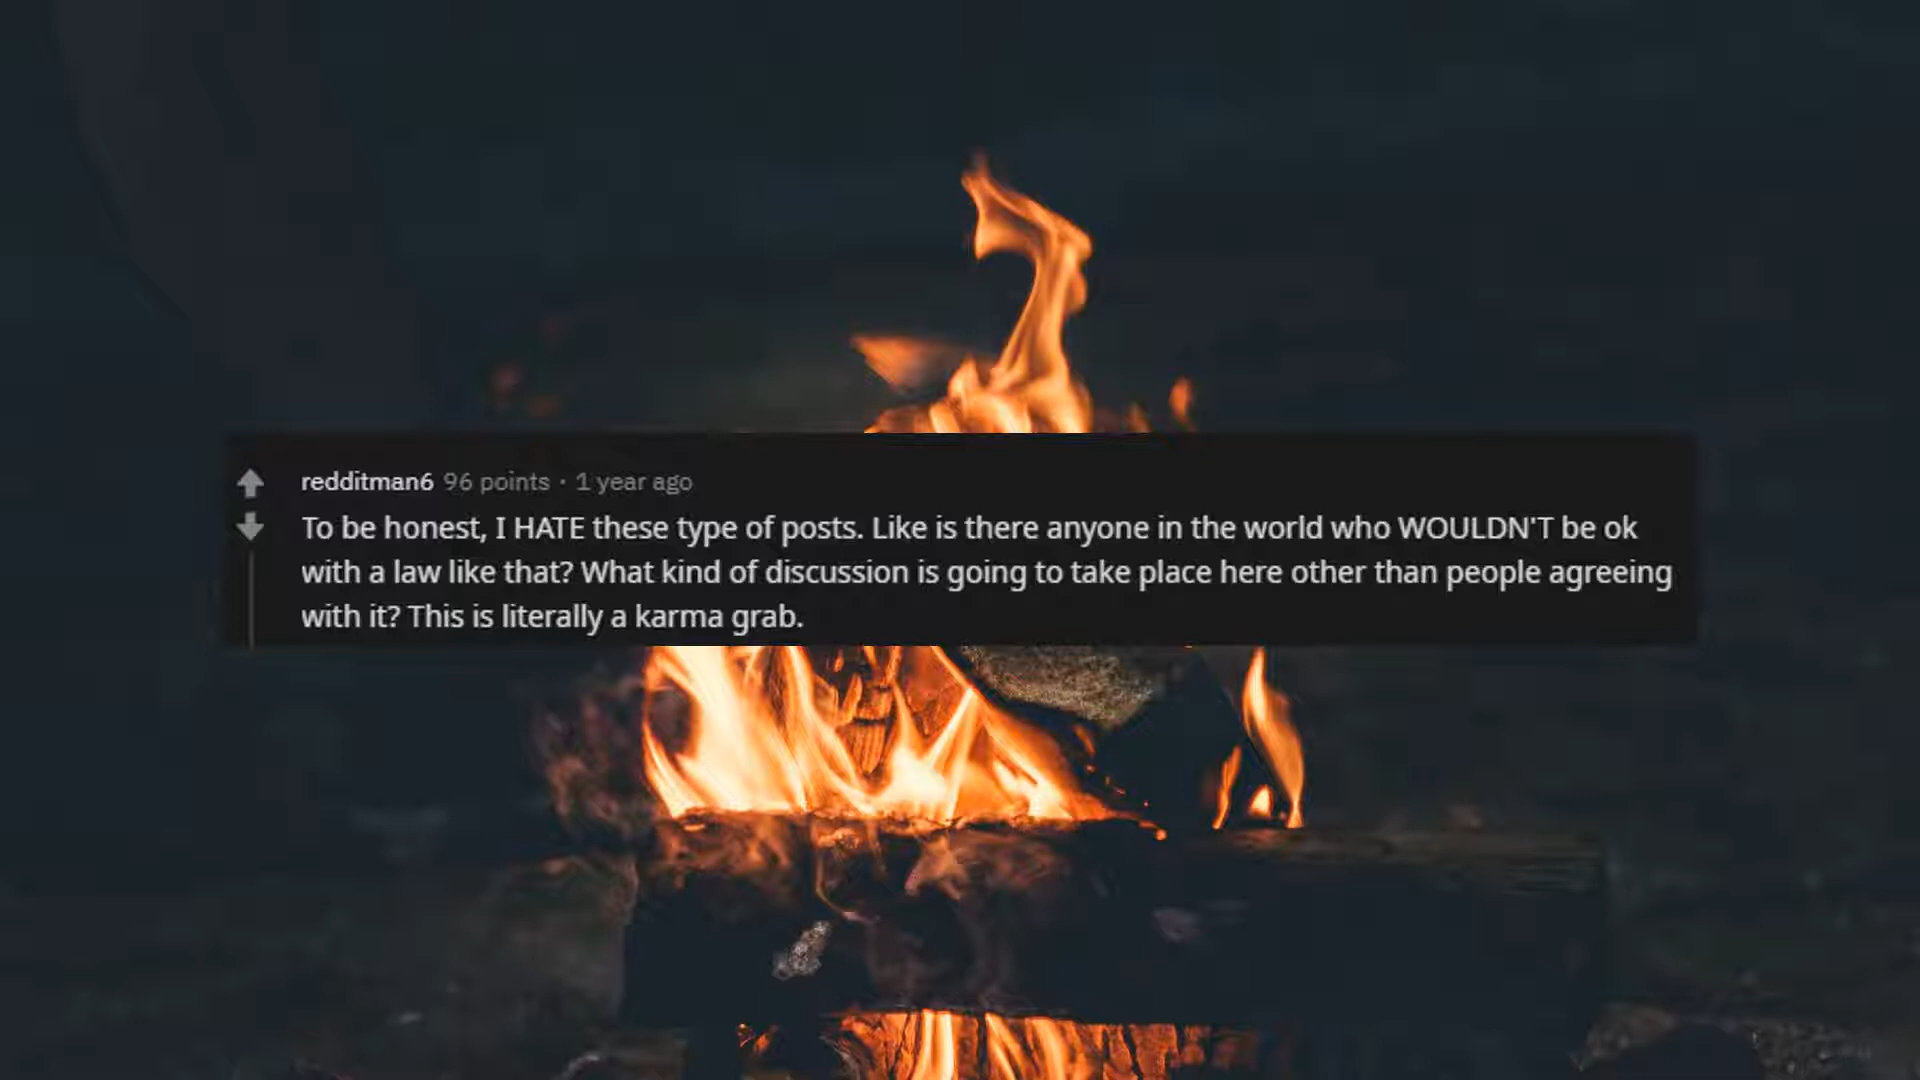 redditman6 96 points · 1 year ago
To be honest, I HATE these type of posts. Like is there anyone in the world who WOULDN'T be ok
with a law like that? What kind of discussion is going to take place here other than people agreeing
with it? This is literally a karma grab.